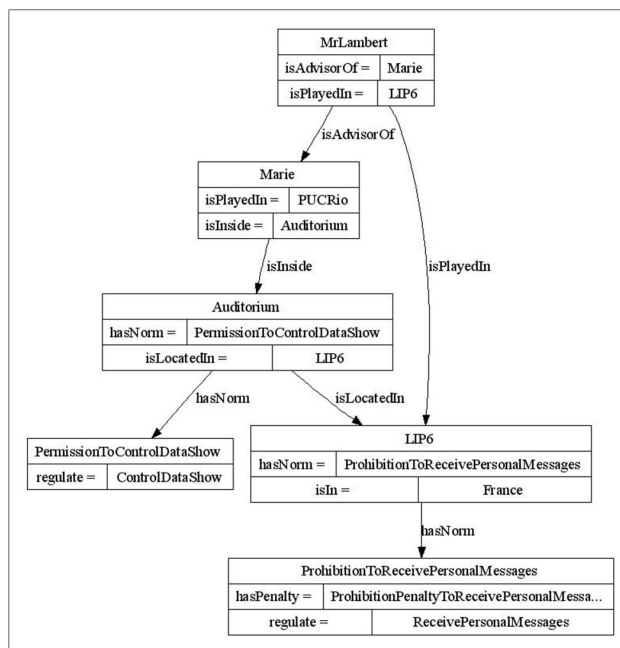 MrLambert
isAdvisorOf = Marie
isPlayedIn = LIP6
isAdvisorOf
Marie
isPlayedIn = PUCRio
isInside = Auditorium
isPlayedIn
isInside
Auditorium
hasNorm = PermissionToControlDataShow
isLocatedIn = LIP6
hasNorm
isLocatedIn
PermissionToControlDataShow
regulate = ControlDataShow
LIP6
hasNorm = ProhibitionToReceivePersonalMessages
isIn = France
hasNorm
ProhibitionToReceivePersonalMessages
hasPenalty = ProhibitionPenaltyToReceivePersonalMessa...
regulate = ReceivePersonalMessages